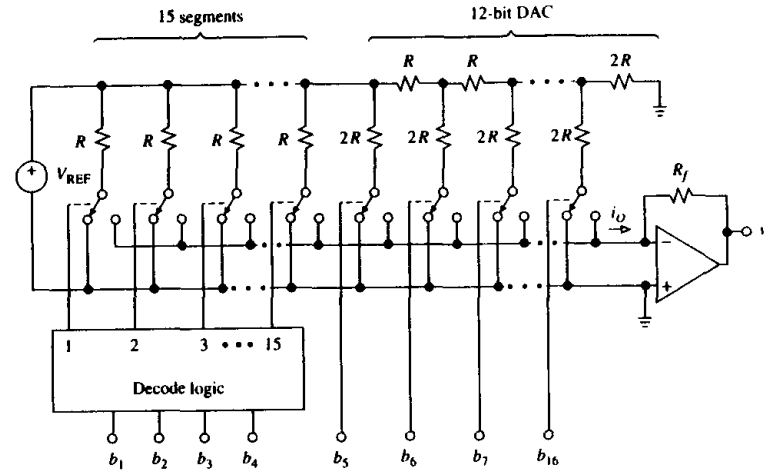 15 segments
12-bit DAC
R
R
2R
R
R
R
R
2R
2R
2R
2R
V_REF
R_f
i_O
+
−
+
v
1
2
3
15
Decode logic
b_1
b_2
b_3
b_4
b_5
b_6
b_7
b_16